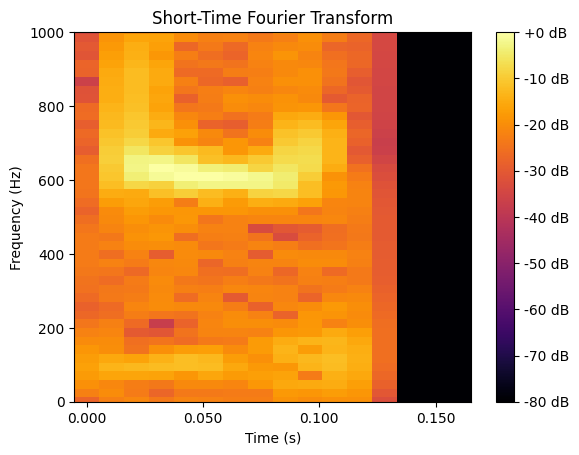 Short-Time Fourier Transform
1000
800
600
400
200
0
Frequency (Hz)
0.000
0.050
0.100
0.150
Time (s)
+0 dB
-10 dB
-20 dB
-30 dB
-40 dB
-50 dB
-60 dB
-70 dB
-80 dB